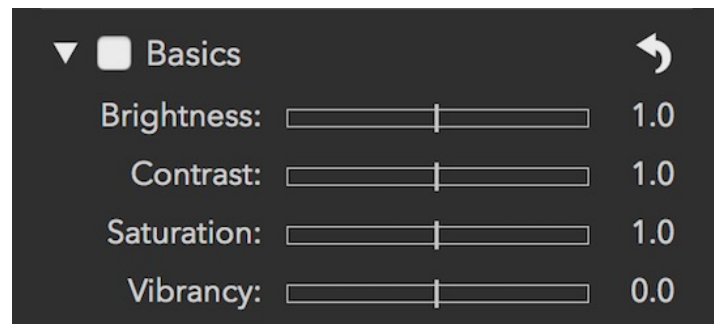 Basics
Brightness: 1.0
Contrast: 1.0
Saturation: 1.0
Vibrancy: 0.0